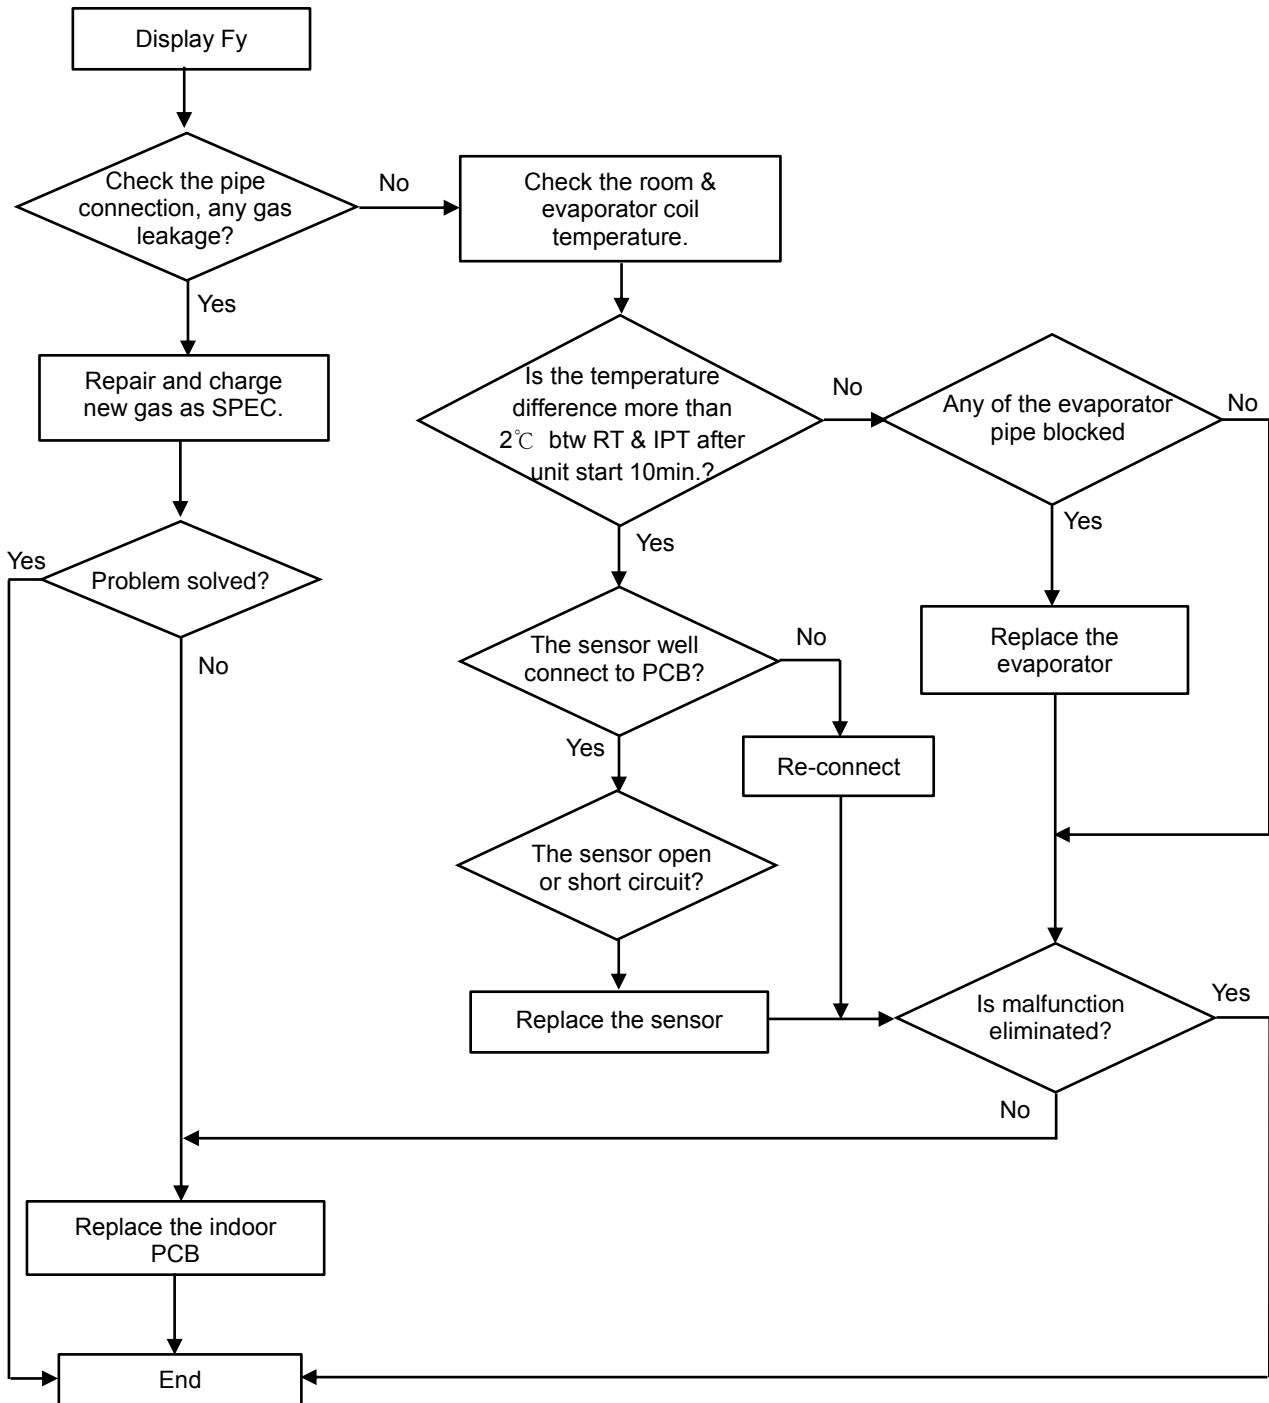 Display Fy
Check the pipe
connection, any gas
leakage?
No
Check the room &
evaporator coil
temperature.
Yes
Repair and charge
new gas as SPEC.
Is the temperature
difference more than
2℃ btw RT & IPT after
unit start 10min.?
No
Any of the evaporator
pipe blocked
No
Yes
Yes
Yes
Problem solved?
No
The sensor well
connect to PCB?
No
Replace the
evaporator
Yes
Re-connect
The sensor open
or short circuit?
Replace the sensor
Is malfunction
eliminated?
Yes
No
Replace the indoor
PCB
End